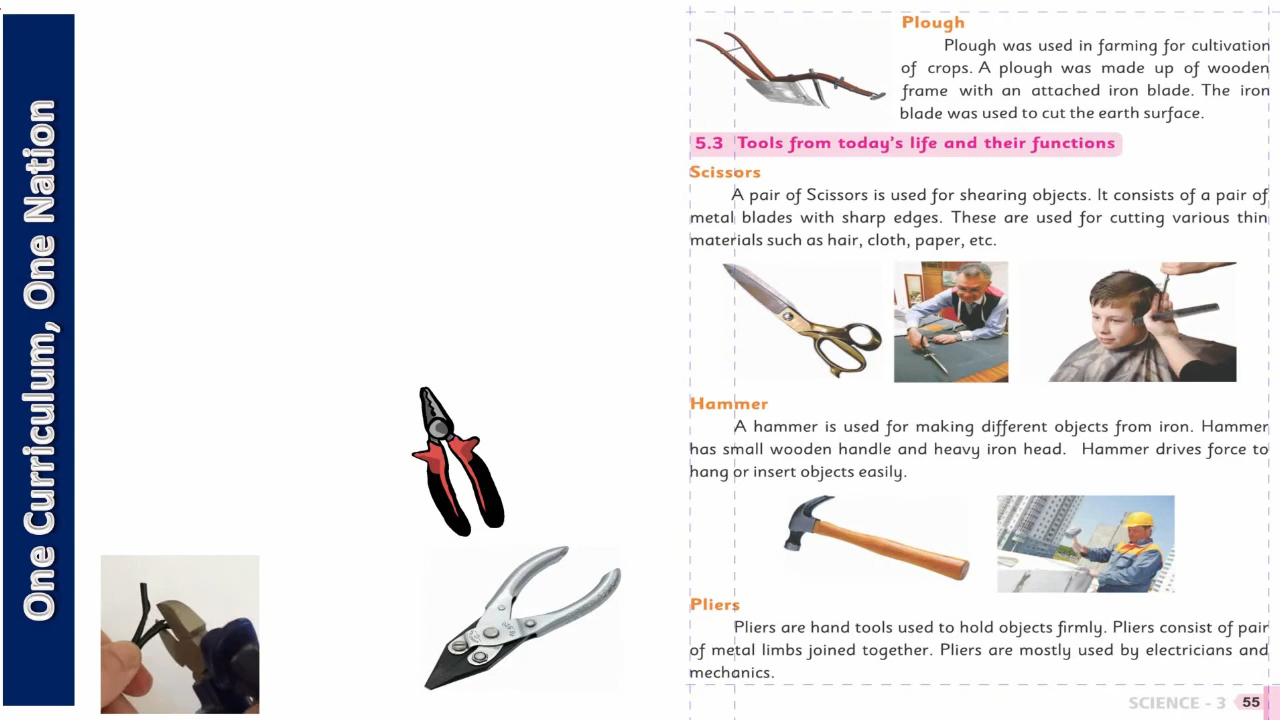 One Curriculum, One Nation
Plough
Plough was used in farming for cultivation
of crops. A plough was made up of wooden
frame with an attached iron blade. The iron
blade was used to cut the earth surface.
5.3 Tools from today's life and their functions
Scissors
A pair of Scissors is used for shearing objects. It consists of a pair of
metal blades with sharp edges. These are used for cutting various thin
materials such as hair, cloth, paper, etc.
Hammer
A hammer is used for making different objects from iron. Hammer
has small wooden handle and heavy iron head. Hammer drives force to
hang or insert objects easily.
Pliers
Pliers are hand tools used to hold objects firmly. Pliers consist of pair
of metal limbs joined together. Pliers are mostly used by electricians and
mechanics.
SCIENCE - 3 55